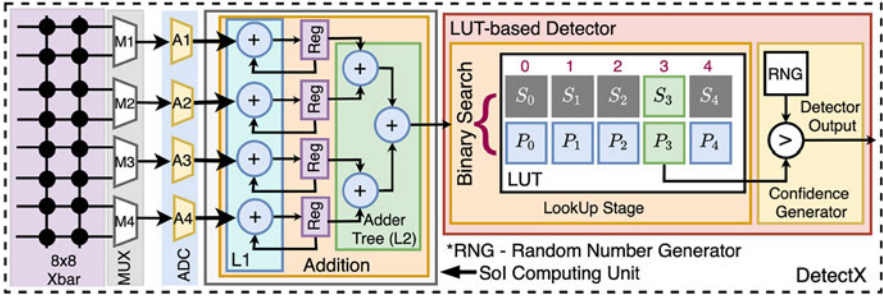 M1
M2
M3
M4
8x8
Xbar
MUX
A1
A2
A3
A4
ADC
+
+
+
+
L1
Reg
Reg
Reg
Reg
+
+
+
Adder
Tree (L2)
Addition
SoI Computing Unit
LUT-based Detector
Binary Search
0 1 2 3 4
S0 S1 S2 S3 S4
P0 P1 P2 P3 P4
LUT
LookUp Stage
RNG
>
Detector
Output
Confidence
Generator
*RNG - Random Number Generator
DetectX